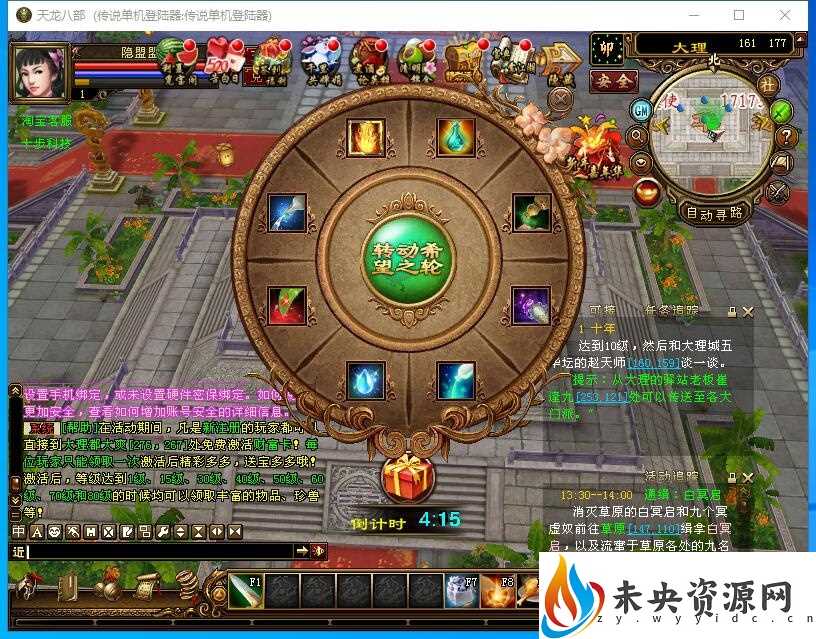 天龙八部 (传说单机登陆器:传说单机登陆器)
隐盟盟
1
卯
大理
161 177
北
安全
社
GM
1717.
?
自动寻路
淘宝客服
十步科技
转动希
望之轮
可接 任务追踪
1 十年
达到10级，然后和大理城五
华坛的赵天师[160,159]谈一谈。
"提示：从大理的驿站老板崔
逢九[253,121]处可以传送至各大
门派。"
设置手机绑定，或未设置硬件密保绑定。如
更加安全，查看如何增加账号安全的详细信息。
[帮助]在活动期间，凡是新注册的玩家都可
直接到大理都大爽[276, 267]处免费激活财富卡！每
位玩家只能领取一次激活后精彩多多，送宝多多哦！
激活后，等级达到1级、15级、30级、40级、50级、60
级、70级和80级的时候均可以领取丰富的物品、珍兽
等！
活动追踪
13:30--14:00 通缉：白冥启
消灭草原的白冥启和九个冥
虚奴前往草原[147,110]缉拿白冥
启，以及流窜于草原各处的九名
倒计时 4:15
中 A
近
F1
F7
F8
未央资源网
zy.wyyidc.cn